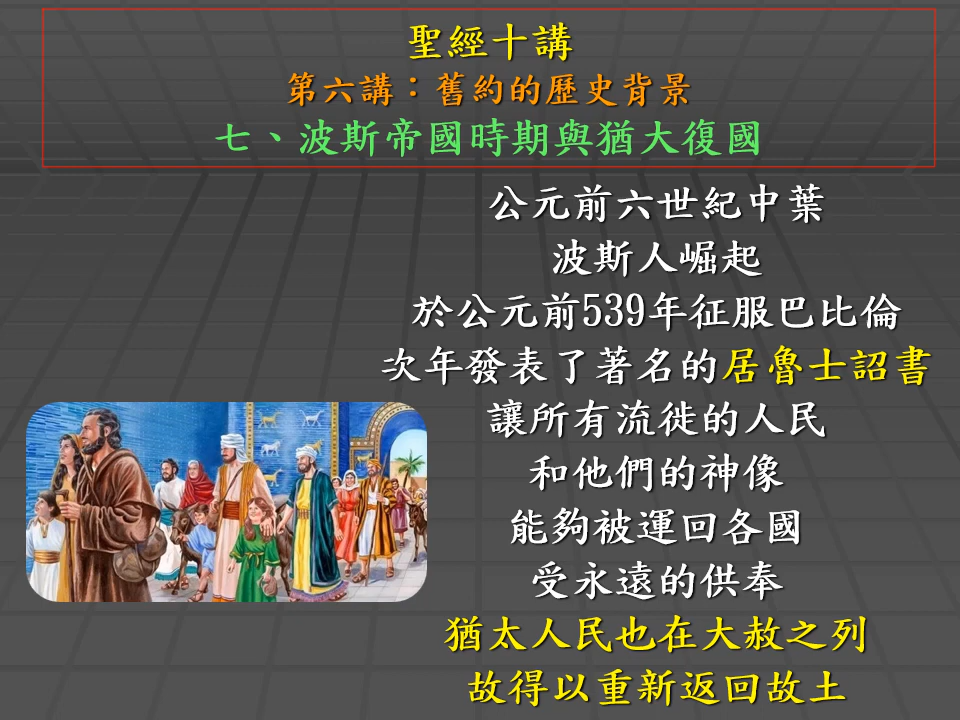 聖經十講
第六講：舊約的歷史背景
七、波斯帝國時期與猶大復國
公元前六世紀中葉
波斯人崛起
於公元前539年征服巴比倫
次年發表了著名的居魯士詔書
讓所有流徙的人民
和他們的神像
能夠被運回各國
受永遠的供奉
猶太人民也在大赦之列
故得以重新返回故土